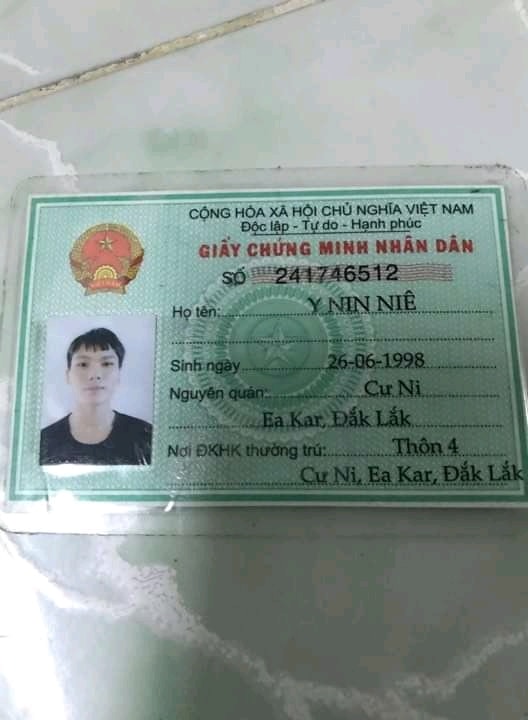 CỘNG HÒA XÃ HỘI CHỦ NGHĨA VIỆT NAM
Độc lập - Tự do - Hạnh phúc
GIẤY CHỨNG MINH NHÂN DÂN
SỐ 241746512
Họ tên: Y NIN NIÊ
Sinh ngày 26-06-1998
Nguyên quán: Cư Ni
Ea Kar, Đắk Lắk
Nơi ĐKHK thường trú: Thôn 4
Cư Ni, Ea Kar, Đắk Lắk
VIỆT NAM